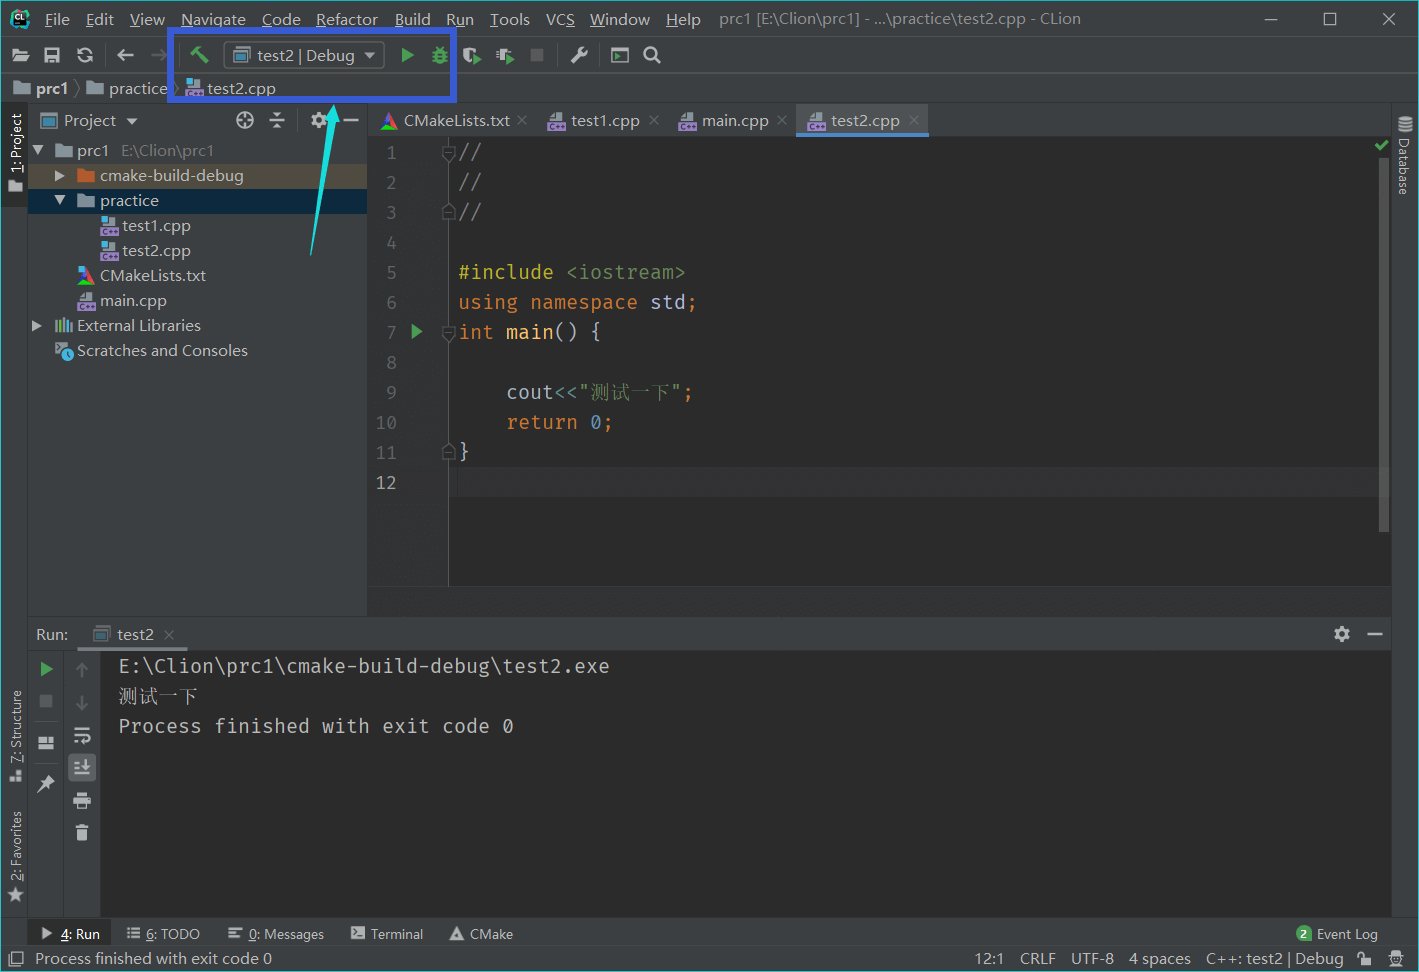 File Edit View Navigate Code Refactor Build Run Tools VCS Window Help prc1 [E:\Clion\prc1] - ...\practice\test2.cpp - CLion
test2 | Debug
prc1 practice test2.cpp
1: Project
Project
CMakeLists.txt test1.cpp main.cpp test2.cpp
Database
prc1 E:\Clion\prc1
cmake-build-debug
practice
test1.cpp
test2.cpp
CMakeLists.txt
main.cpp
External Libraries
Scratches and Consoles
1 //
2 //
3 //
4
5 #include <iostream>
6 using namespace std;
7 int main() {
8
9 cout<<"测试一下";
10 return 0;
11 }
12
Run: test2
E:\Clion\prc1\cmake-build-debug\test2.exe
测试一下
Process finished with exit code 0
7: Structure
2: Favorites
4: Run 6: TODO 0: Messages Terminal CMake 2 Event Log
Process finished with exit code 0 12:1 CRLF UTF-8 4 spaces C++: test2 | Debug